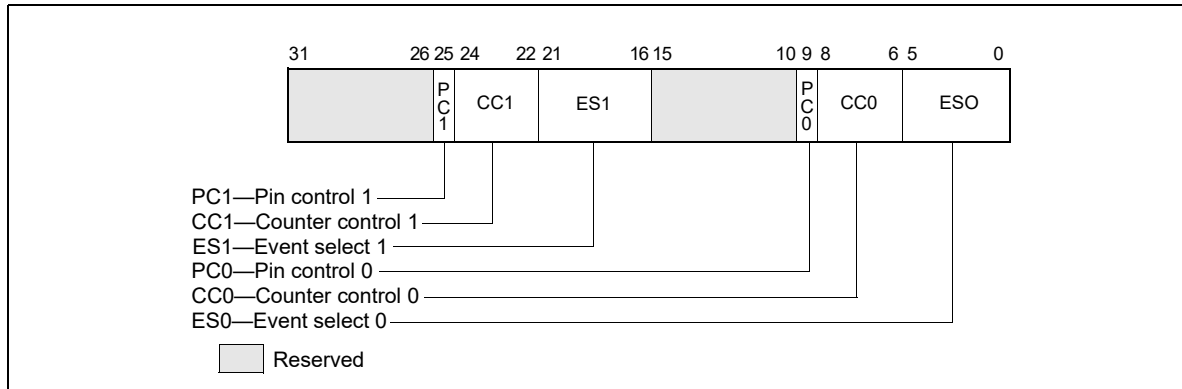 31 26 25 24 22 21 16 15 10 9 8 6 5 0
PC1 CC1 ES1 PC0 CC0 ESO
PC1—Pin control 1
CC1—Counter control 1
ES1—Event select 1
PC0—Pin control 0
CC0—Counter control 0
ES0—Event select 0
Reserved